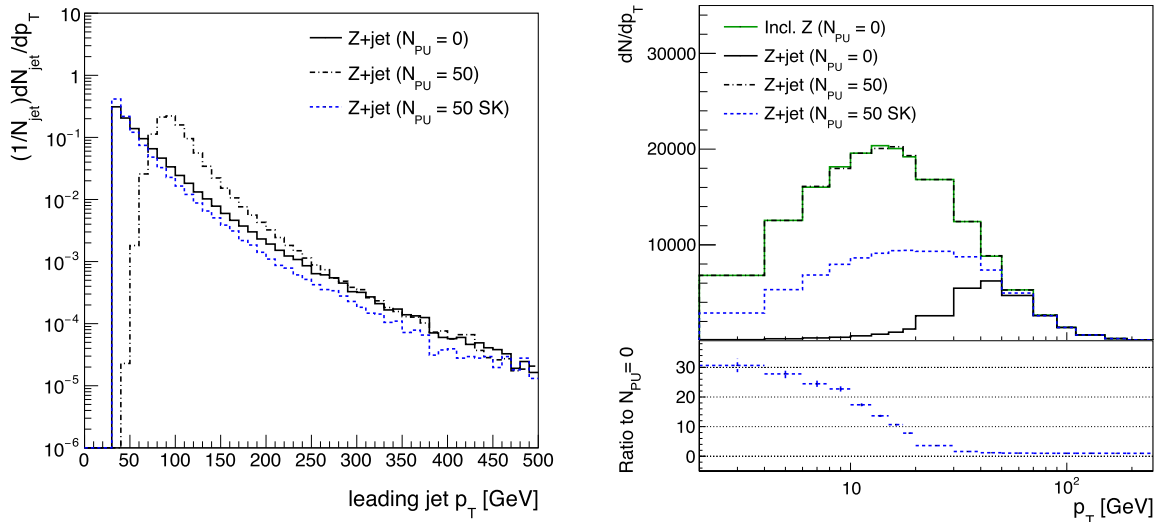 (1/N_jet)dN_jet/dp_T
10
1
10^-1
10^-2
10^-3
10^-4
10^-5
10^-6
Z+jet (N_PU = 0)
Z+jet (N_PU = 50)
Z+jet (N_PU = 50 SK)
0 50 100 150 200 250 300 350 400 450 500
leading jet p_T [GeV]
dN/dp_T
30000
20000
10000
Incl. Z (N_PU = 0)
Z+jet (N_PU = 0)
Z+jet (N_PU = 50)
Z+jet (N_PU = 50 SK)
Ratio to N_PU = 0
30
20
10
0
10 10^2
p_T [GeV]